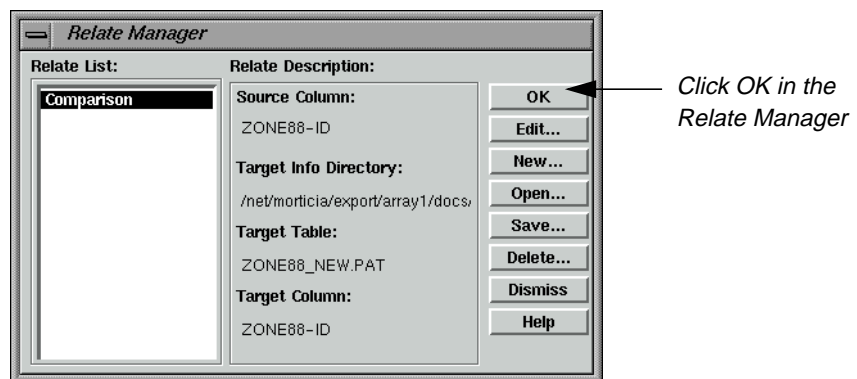 Relate Manager
Relate List:
Comparison
Relate Description:
Source Column:
ZONE88-ID
Target Info Directory:
/net/morticia/export/array1/docs/
Target Table:
ZONE88_NEW.PAT
Target Column:
ZONE88-ID
OK
Edit...
New...
Open...
Save...
Delete...
Dismiss
Help
Click OK in the
Relate Manager